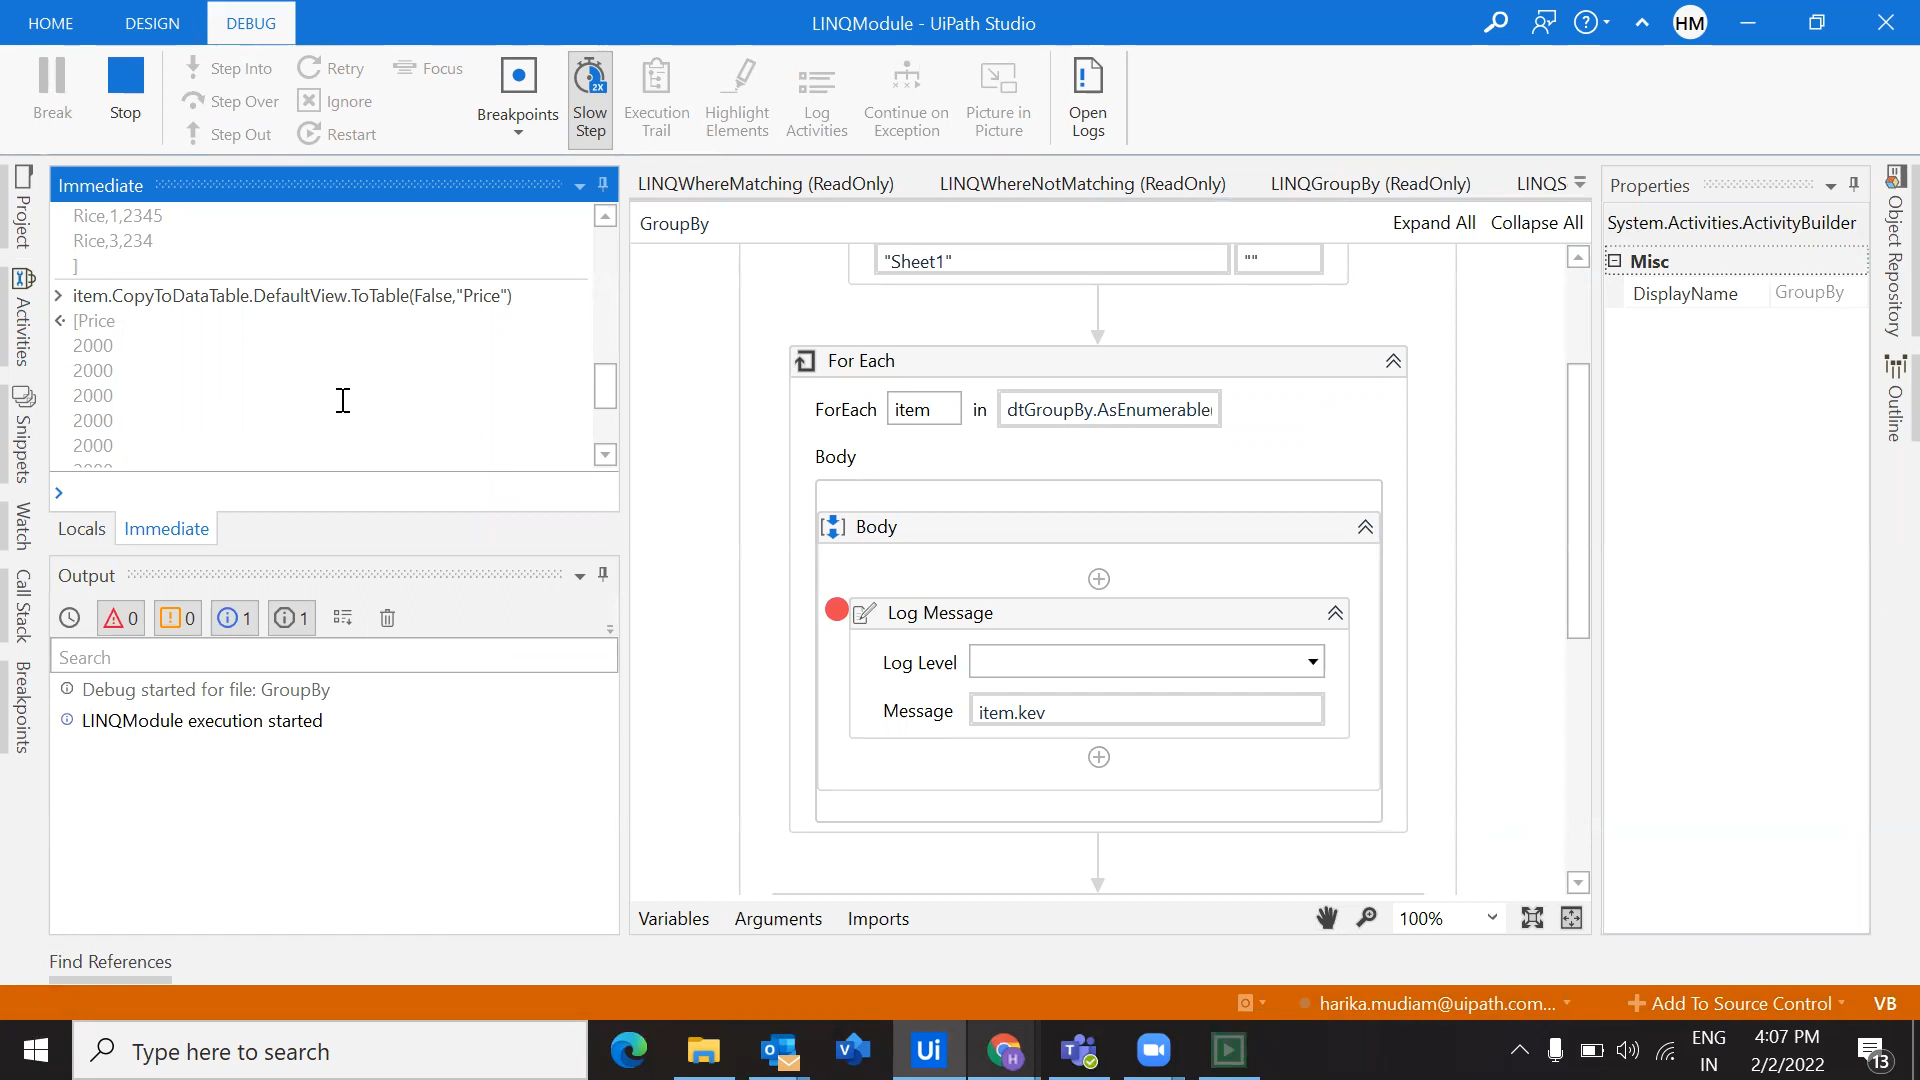 HOME DESIGN DEBUG LINQModule - UiPath Studio HM
Break Stop Step Into Step Over Step Out Retry Ignore Restart Focus Breakpoints Slow Step Execution Trail Highlight Elements Log Activities Continue on Exception Picture in Picture Open Logs
Project
Activities
Snippets
Watch
Call Stack
Breakpoints
Immediate
Rice,1,2345
Rice,3,234
]
> item.CopyToDataTable.DefaultView.ToTable(False,"Price")
[Price
2000
2000
2000
2000
2000
>
Locals Immediate
Output
0 0 1 1
Search
Debug started for file: GroupBy
LINQModule execution started
LINQWhereMatching (ReadOnly) LINQWhereNotMatching (ReadOnly) LINQGroupBy (ReadOnly) LINQS
GroupBy Expand All Collapse All
"Sheet1" ""
For Each
ForEach item in dtGroupBy.AsEnumerable(
Body
Body
Log Message
Log Level
Message item.key
Variables Arguments Imports 100%
Properties
System.Activities.ActivityBuilder
Misc
DisplayName GroupBy
Object Repository
Outline
Find References
harika.mudiam@uipath.com... Add To Source Control VB
Type here to search
ENG
IN
4:07 PM
2/2/2022
13